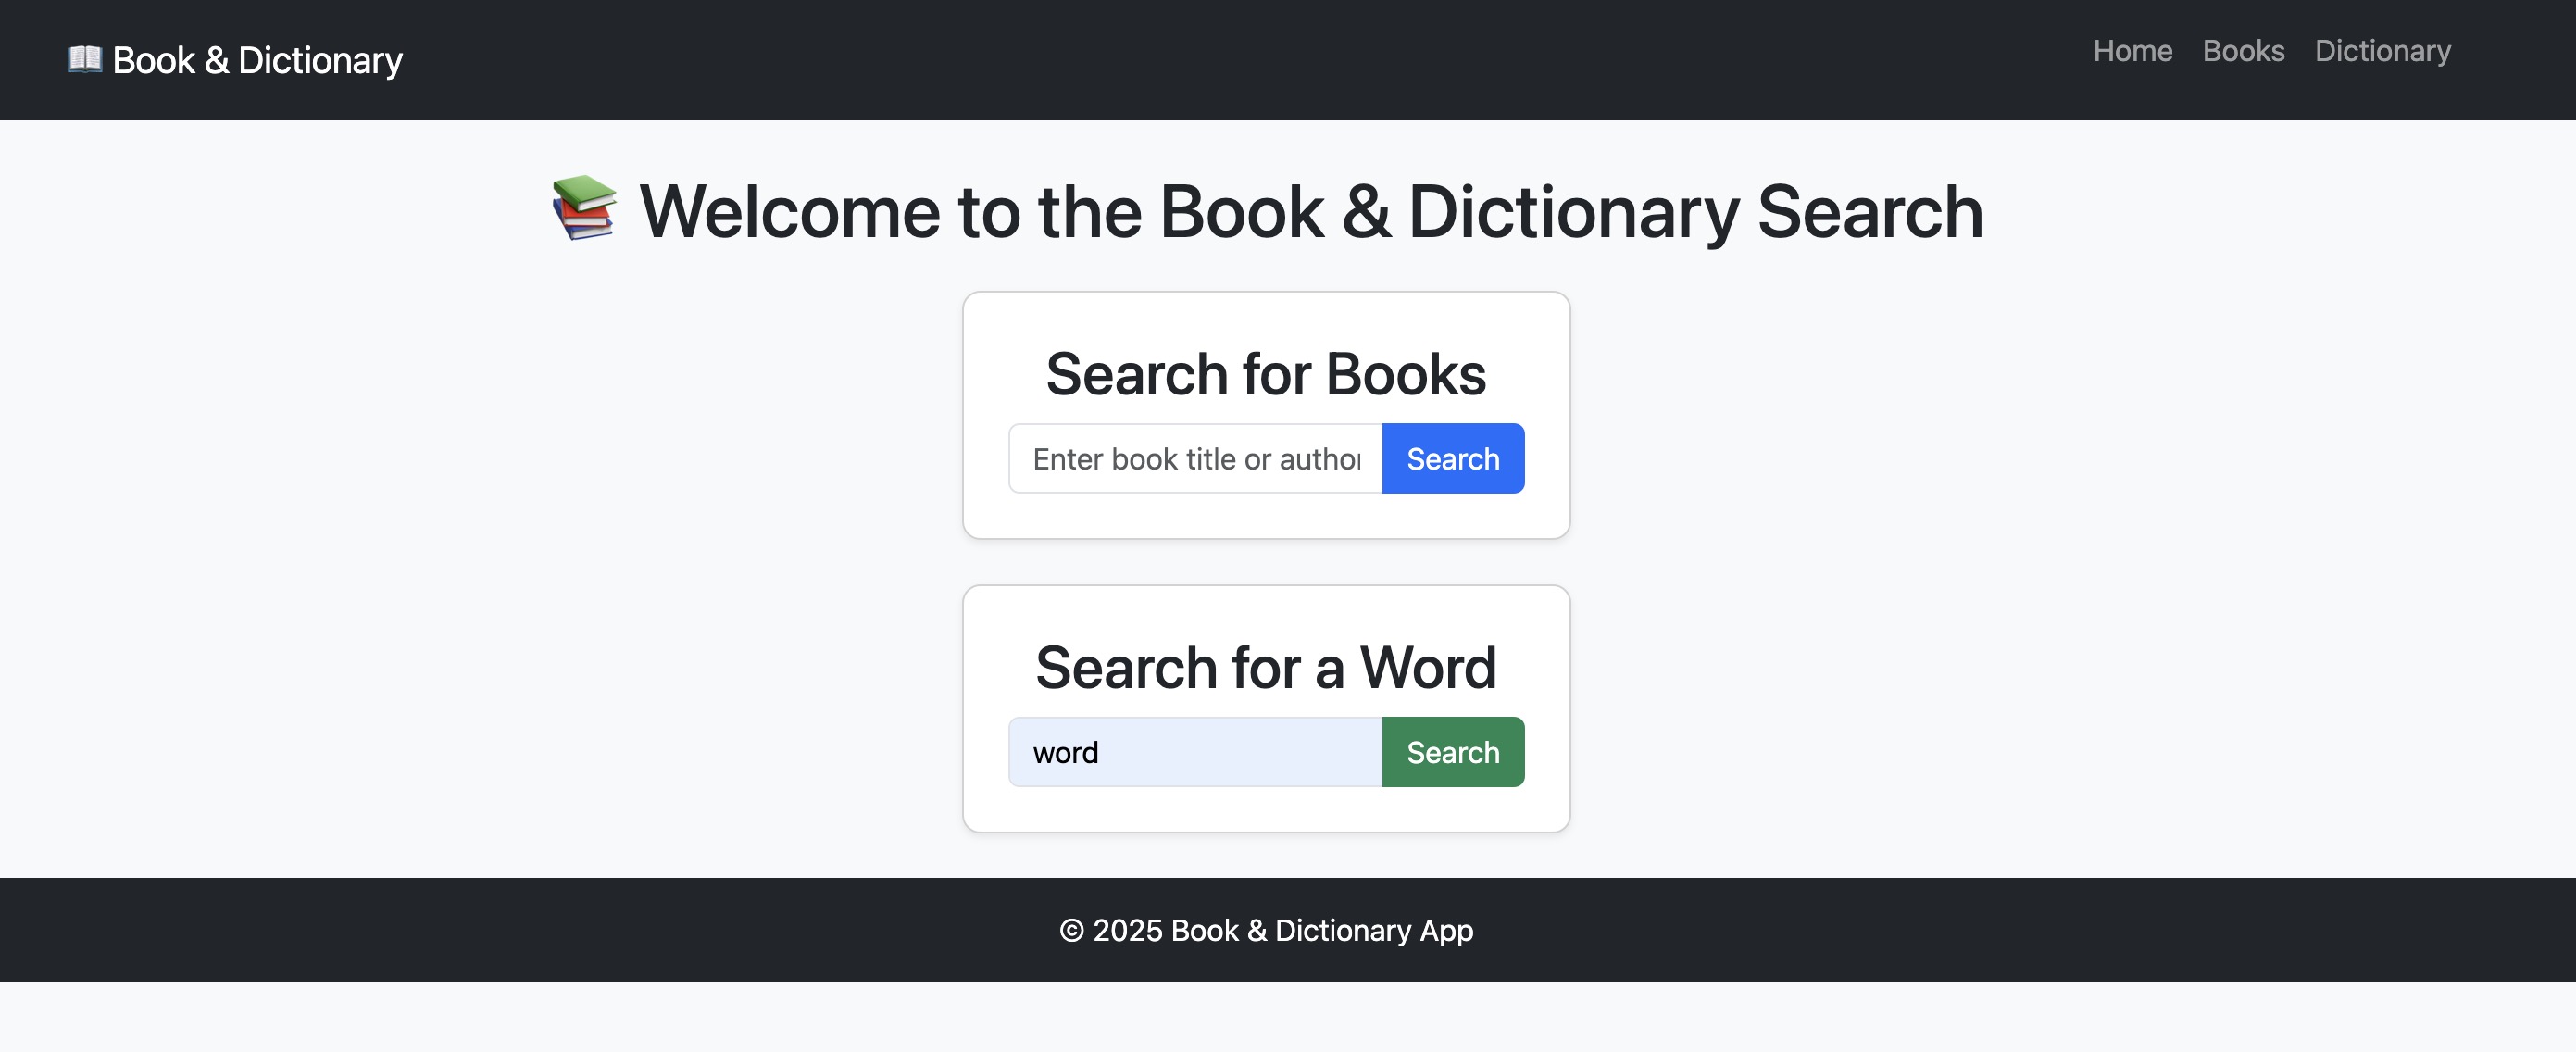 📖 Book & Dictionary
Home Books Dictionary
📚 Welcome to the Book & Dictionary Search
Search for Books
Enter book title or autho Search
Search for a Word
word Search
© 2025 Book & Dictionary App